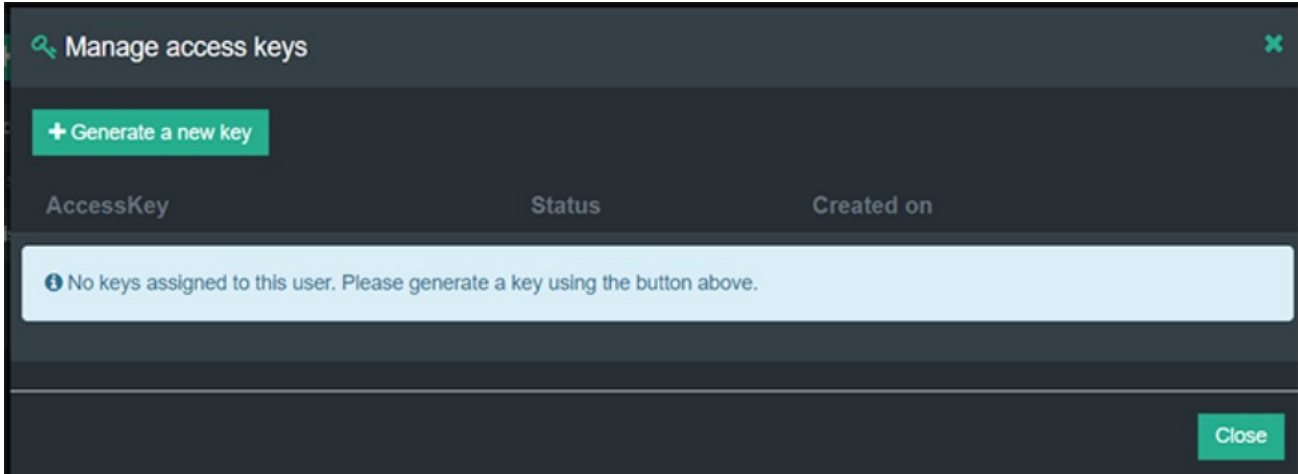 Manage access keys
Generate a new key
AccessKey Status Created on
No keys assigned to this user. Please generate a key using the button above.
Close